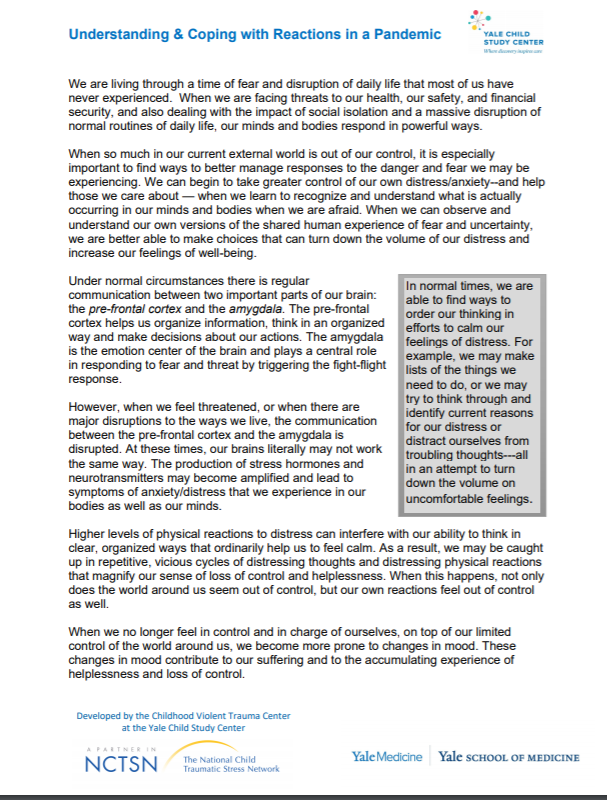 Understanding & Coping with Reactions in a Pandemic
YALE CHILD
STUDY CENTER
Where discovery inspires care
We are living through a time of fear and disruption of daily life that most of us have
never experienced.  When we are facing threats to our health, our safety, and financial
security, and also dealing with the impact of social isolation and a massive disruption of
normal routines of daily life, our minds and bodies respond in powerful ways.
When so much in our current external world is out of our control, it is especially
important to find ways to better manage responses to the danger and fear we may be
experiencing. We can begin to take greater control of our own distress/anxiety--and help
those we care about — when we learn to recognize and understand what is actually
occurring in our minds and bodies when we are afraid. When we can observe and
understand our own versions of the shared human experience of fear and uncertainty,
we are better able to make choices that can turn down the volume of our distress and
increase our feelings of well-being.
Under normal circumstances there is regular
communication between two important parts of our brain:
the pre-frontal cortex and the amygdala. The pre-frontal
cortex helps us organize information, think in an organized
way and make decisions about our actions. The amygdala
is the emotion center of the brain and plays a central role
in responding to fear and threat by triggering the fight-flight
response.
However, when we feel threatened, or when there are
major disruptions to the ways we live, the communication
between the pre-frontal cortex and the amygdala is
disrupted. At these times, our brains literally may not work
the same way. The production of stress hormones and
neurotransmitters may become amplified and lead to
symptoms of anxiety/distress that we experience in our
bodies as well as our minds.
In normal times, we are
able to find ways to
order our thinking in
efforts to calm our
feelings of distress. For
example, we may make
lists of the things we
need to do, or we may
try to think through and
identify current reasons
for our distress or
distract ourselves from
troubling thoughts---all
in an attempt to turn
down the volume on
uncomfortable feelings.
Higher levels of physical reactions to distress can interfere with our ability to think in
clear, organized ways that ordinarily help us to feel calm. As a result, we may be caught
up in repetitive, vicious cycles of distressing thoughts and distressing physical reactions
that magnify our sense of loss of control and helplessness. When this happens, not only
does the world around us seem out of control, but our own reactions feel out of control
as well.
When we no longer feel in control and in charge of ourselves, on top of our limited
control of the world around us, we become more prone to changes in mood. These
changes in mood contribute to our suffering and to the accumulating experience of
helplessness and loss of control.
Developed by the Childhood Violent Trauma Center
at the Yale Child Study Center
A PARTNER IN
NCTSN
The National Child
Traumatic Stress Network
YaleMedicine
Yale SCHOOL OF MEDICINE